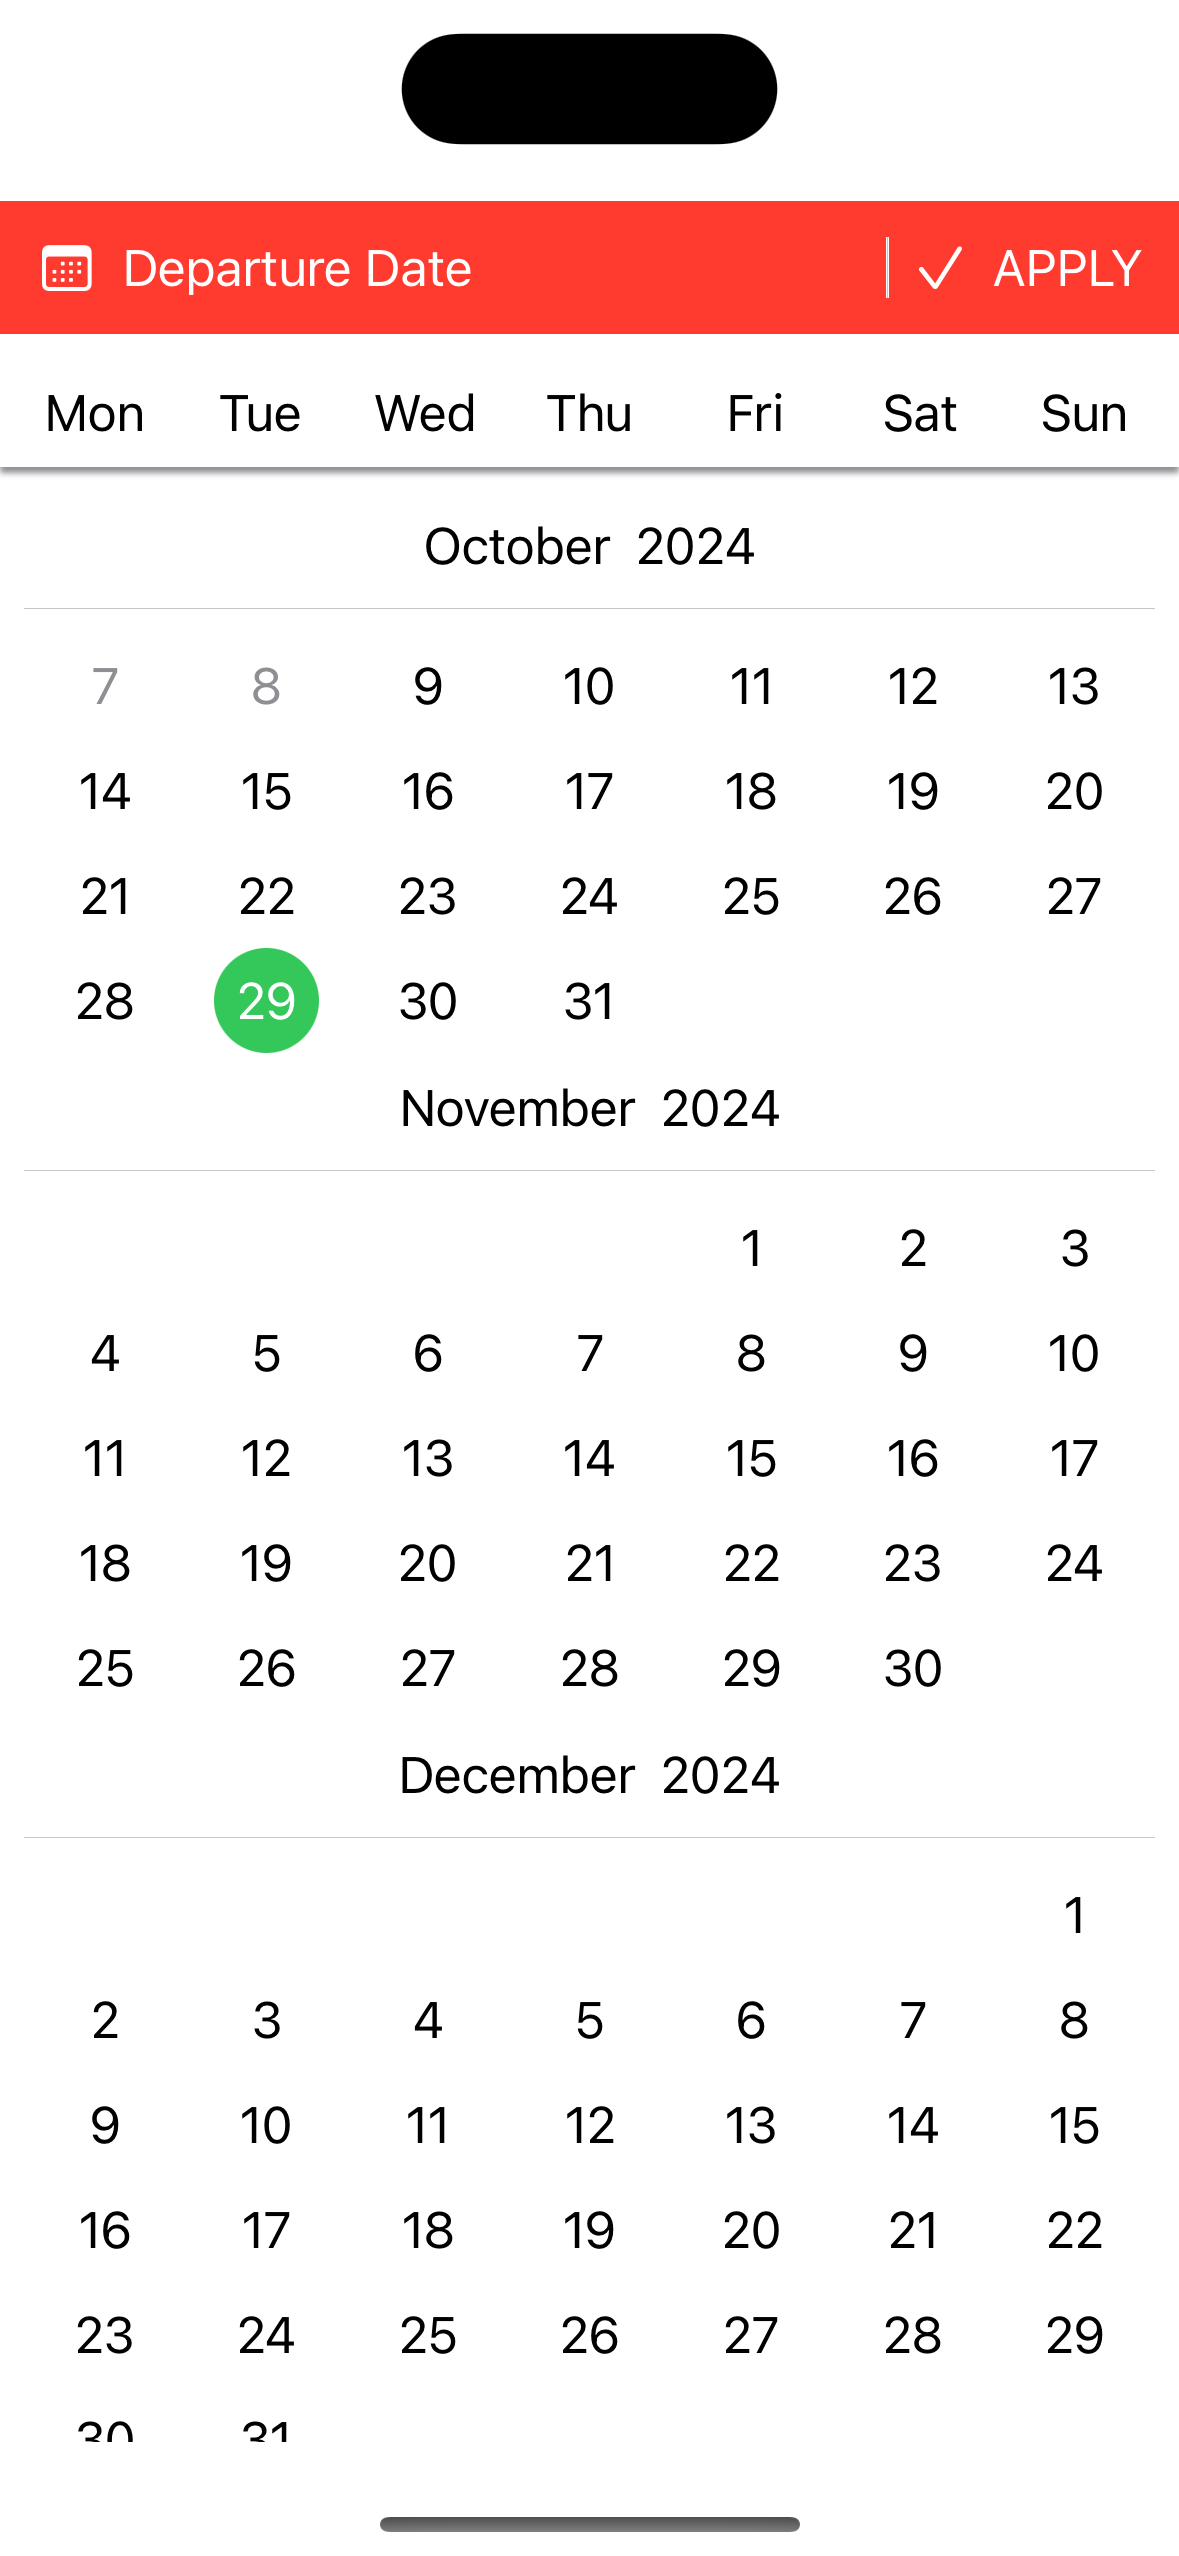 Departure Date APPLY
Mon Tue Wed Thu Fri Sat Sun
October 2024
7 8 9 10 11 12 13
14 15 16 17 18 19 20
21 22 23 24 25 26 27
28 29 30 31
November 2024
1 2 3
4 5 6 7 8 9 10
11 12 13 14 15 16 17
18 19 20 21 22 23 24
25 26 27 28 29 30
December 2024
1
2 3 4 5 6 7 8
9 10 11 12 13 14 15
16 17 18 19 20 21 22
23 24 25 26 27 28 29
30 31